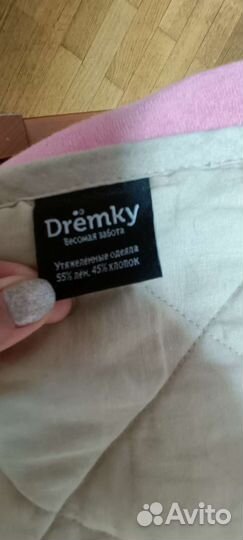 Drёmky
Весомая забота
Утяжеленные одеяла
55% лён, 45% хлопок
Avito